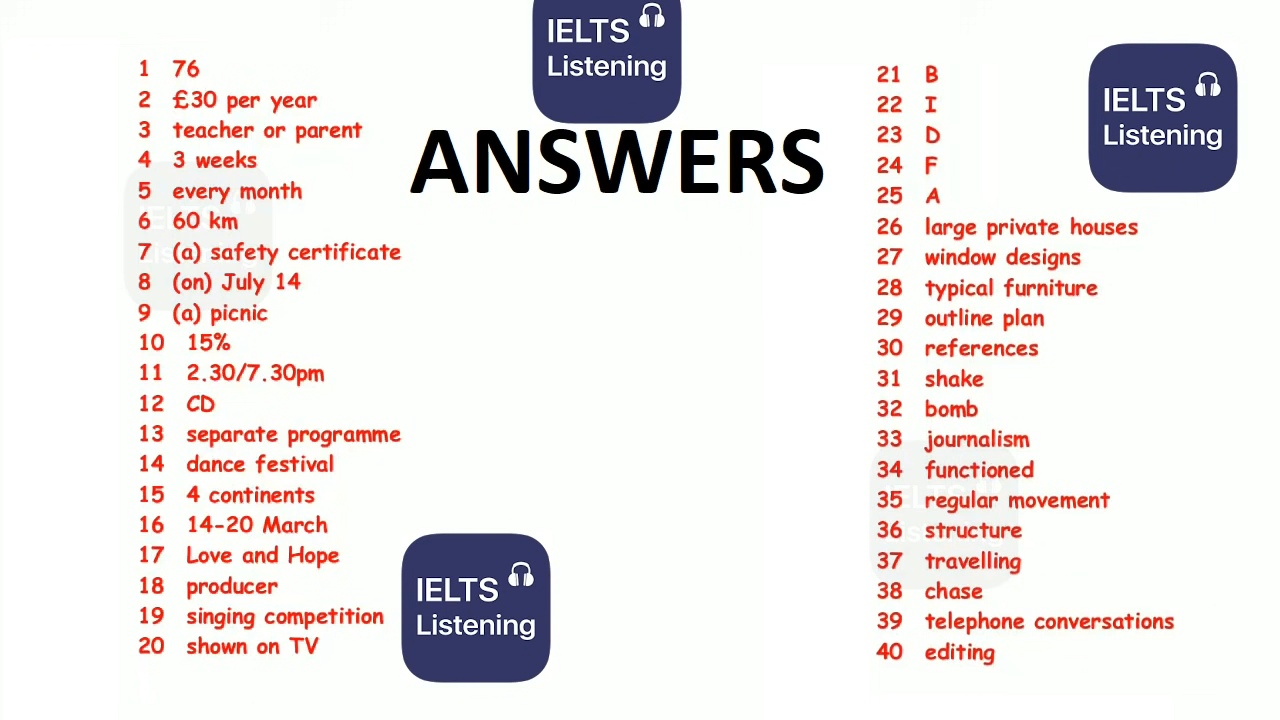 IELTS
Listening
ANSWERS
1 76
2 £30 per year
3 teacher or parent
4 3 weeks
5 every month
6 60 km
7 (a) safety certificate
8 (on) July 14
9 (a) picnic
10 15%
11 2.30/7.30pm
12 CD
13 separate programme
14 dance festival
15 4 continents
16 14-20 March
17 Love and Hope
18 producer
19 singing competition
20 shown on TV
IELTS
Listening
IELTS
Listening
21 B
22 I
23 D
24 F
25 A
26 large private houses
27 window designs
28 typical furniture
29 outline plan
30 references
31 shake
32 bomb
33 journalism
34 functioned
35 regular movement
36 structure
37 travelling
38 chase
39 telephone conversations
40 editing